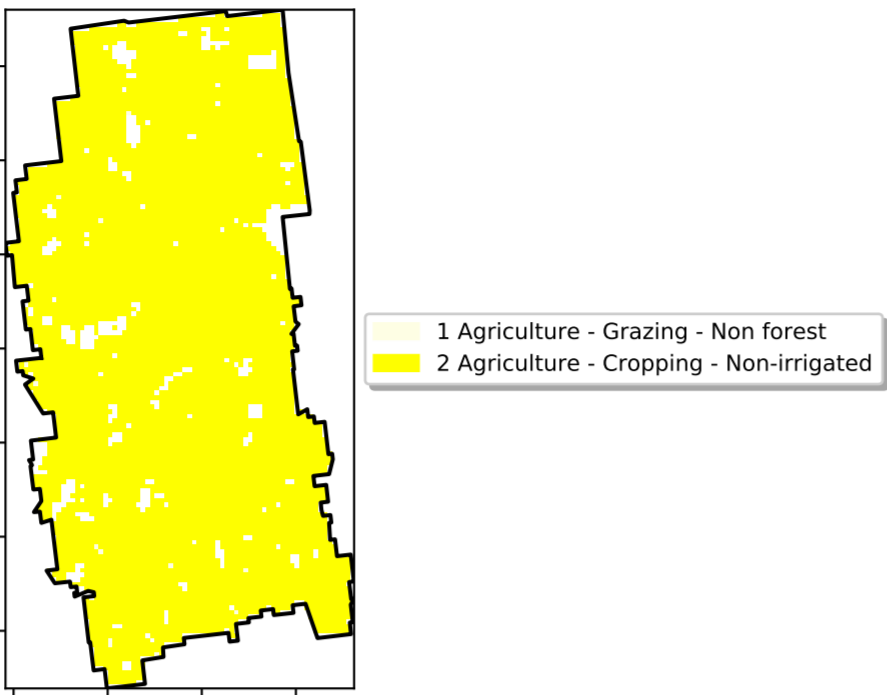 1 Agriculture - Grazing - Non forest
2 Agriculture - Cropping - Non-irrigated